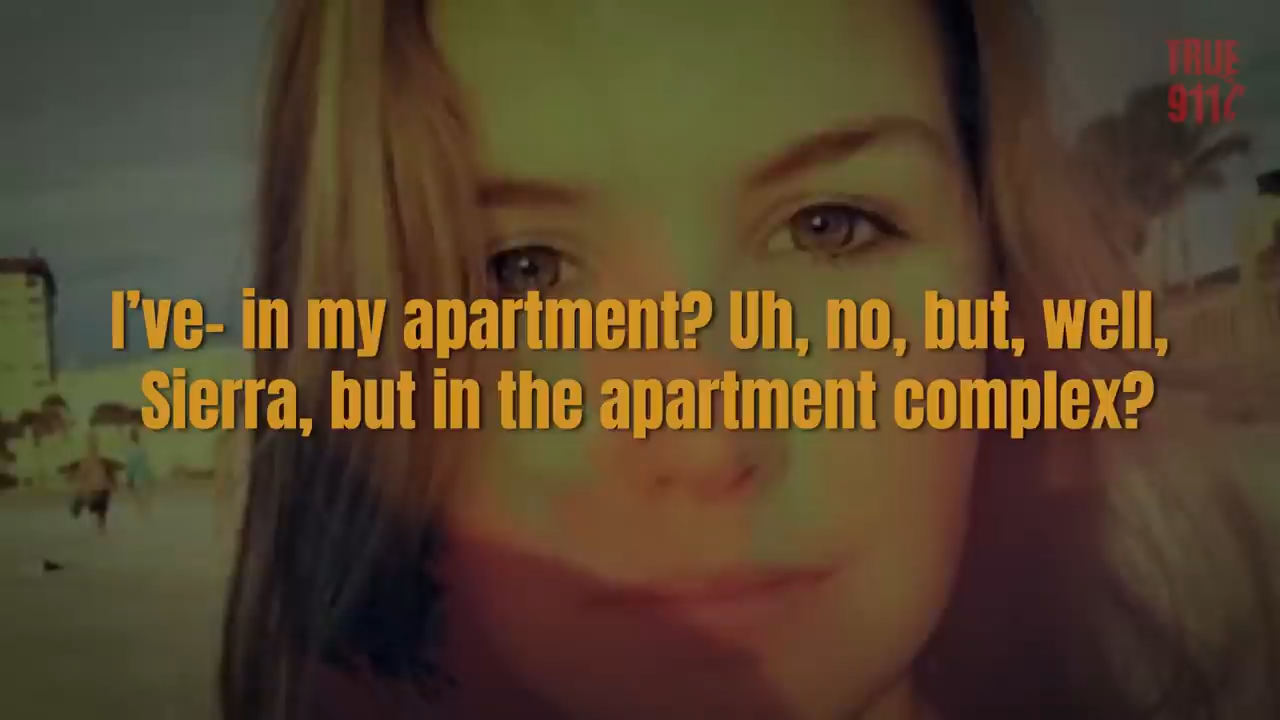 TRUE
911
I've- in my apartment? Uh, no, but, well,
Sierra, but in the apartment complex?